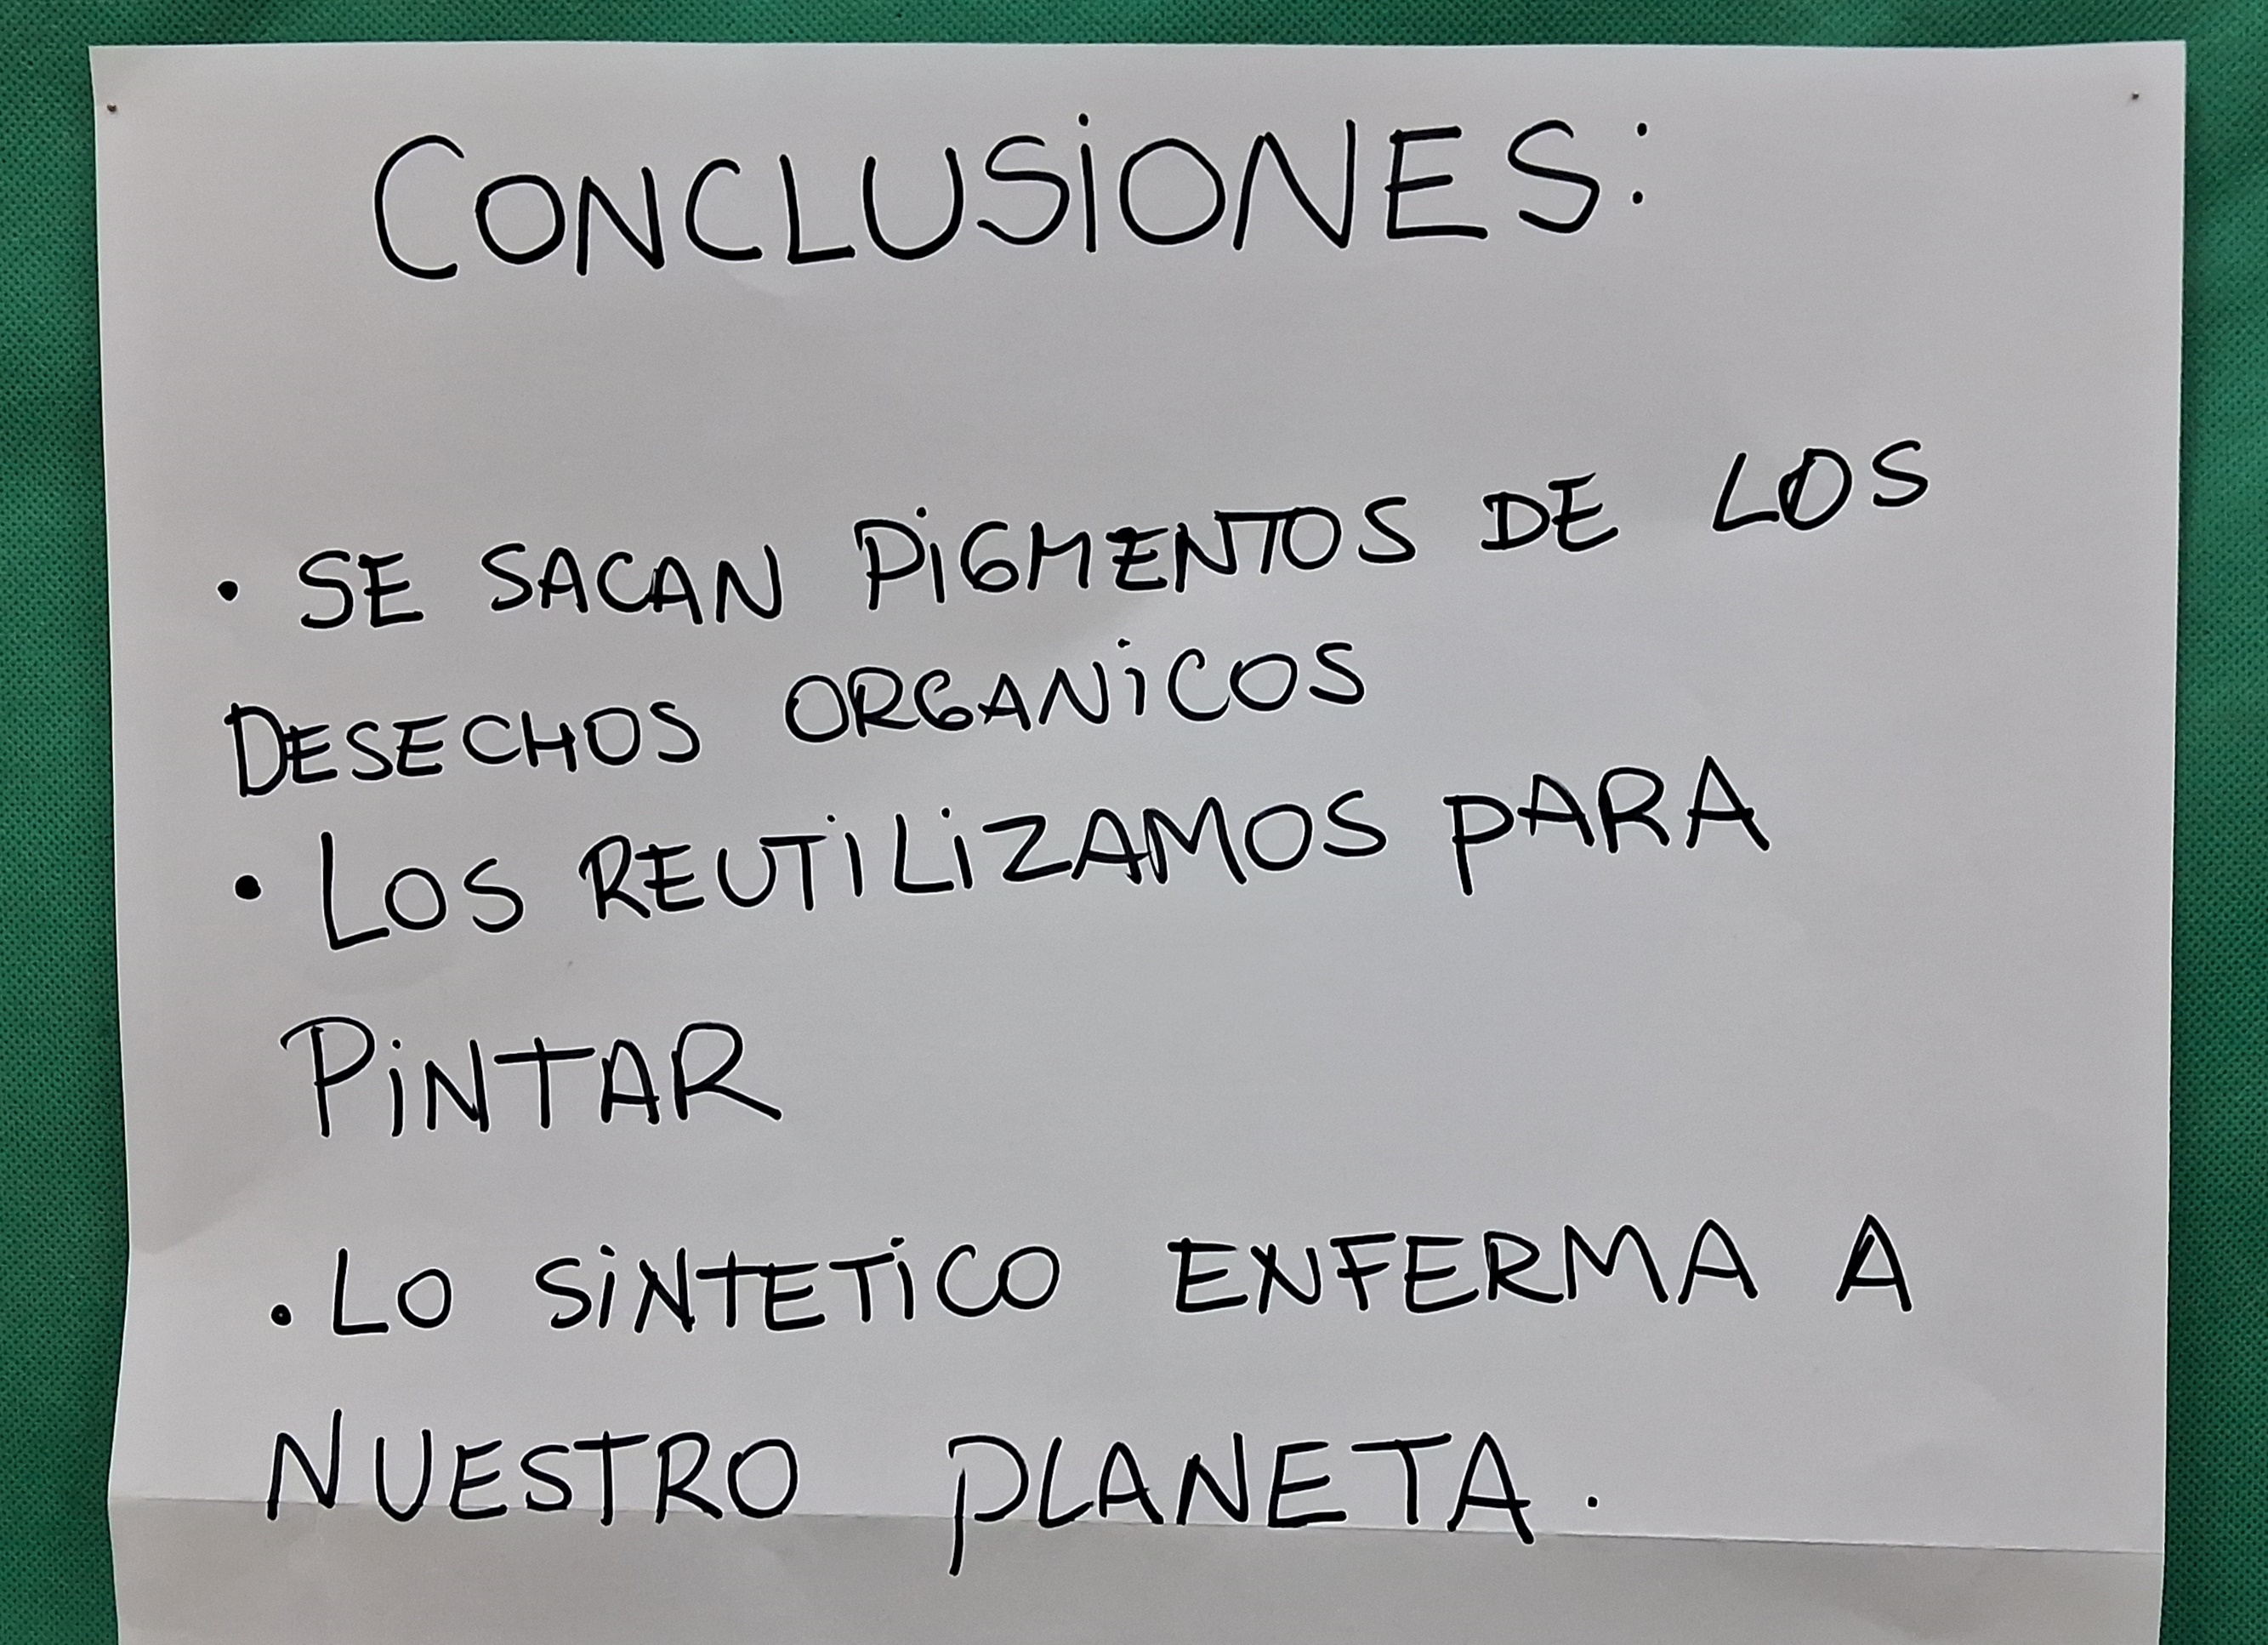 CONCLUSIONES:
• SE SACAN PIGMENTOS DE LOS
DESECHOS ORGANICOS
• LOS REUTILIZAMOS PARA
PINTAR
• LO SINTETICO ENFERMA A
NUESTRO PLANETA.